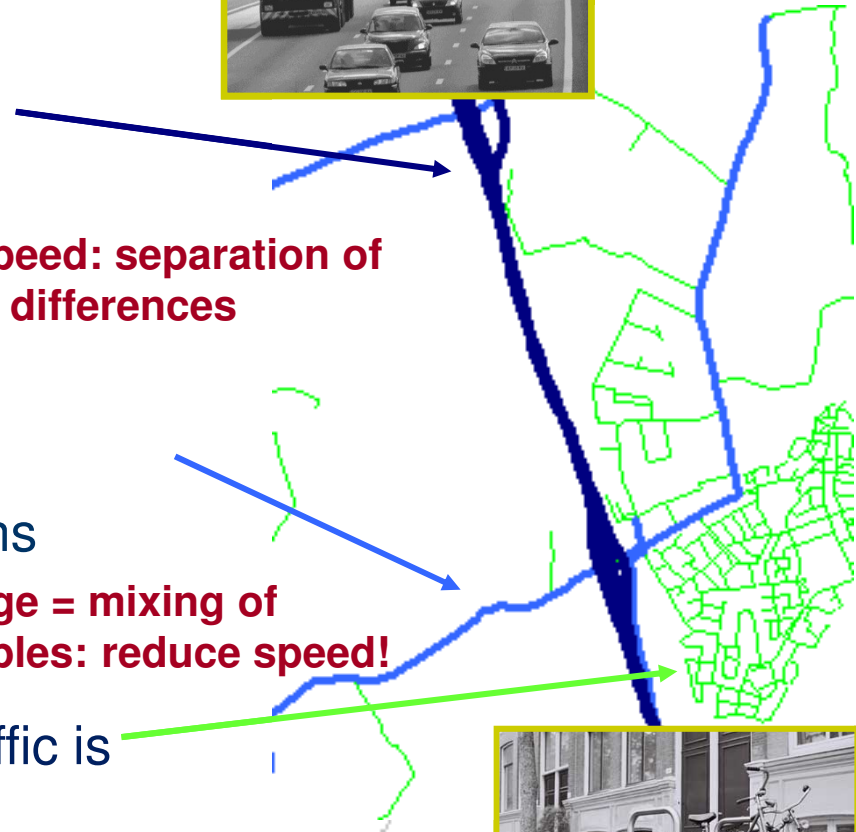 peed: separation of
differences
ns
ge = mixing of
bles: reduce speed!
ffic is